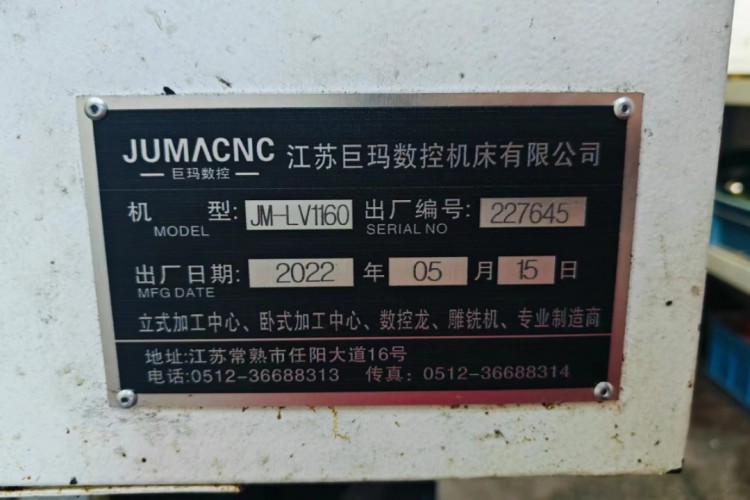 JUMACNC 江苏巨玛数控机床有限公司
巨玛数控
机 型: JM-LV1160 出厂编号: 227645
MODEL SERIAL NO
出厂日期: 2022 年 05 月 15 日
MFG DATE
立式加工中心、卧式加工中心、数控龙、雕铣机、专业制造商
地址:江苏常熟市任阳大道16号
电话:0512-36688313 传真: 0512-36688314